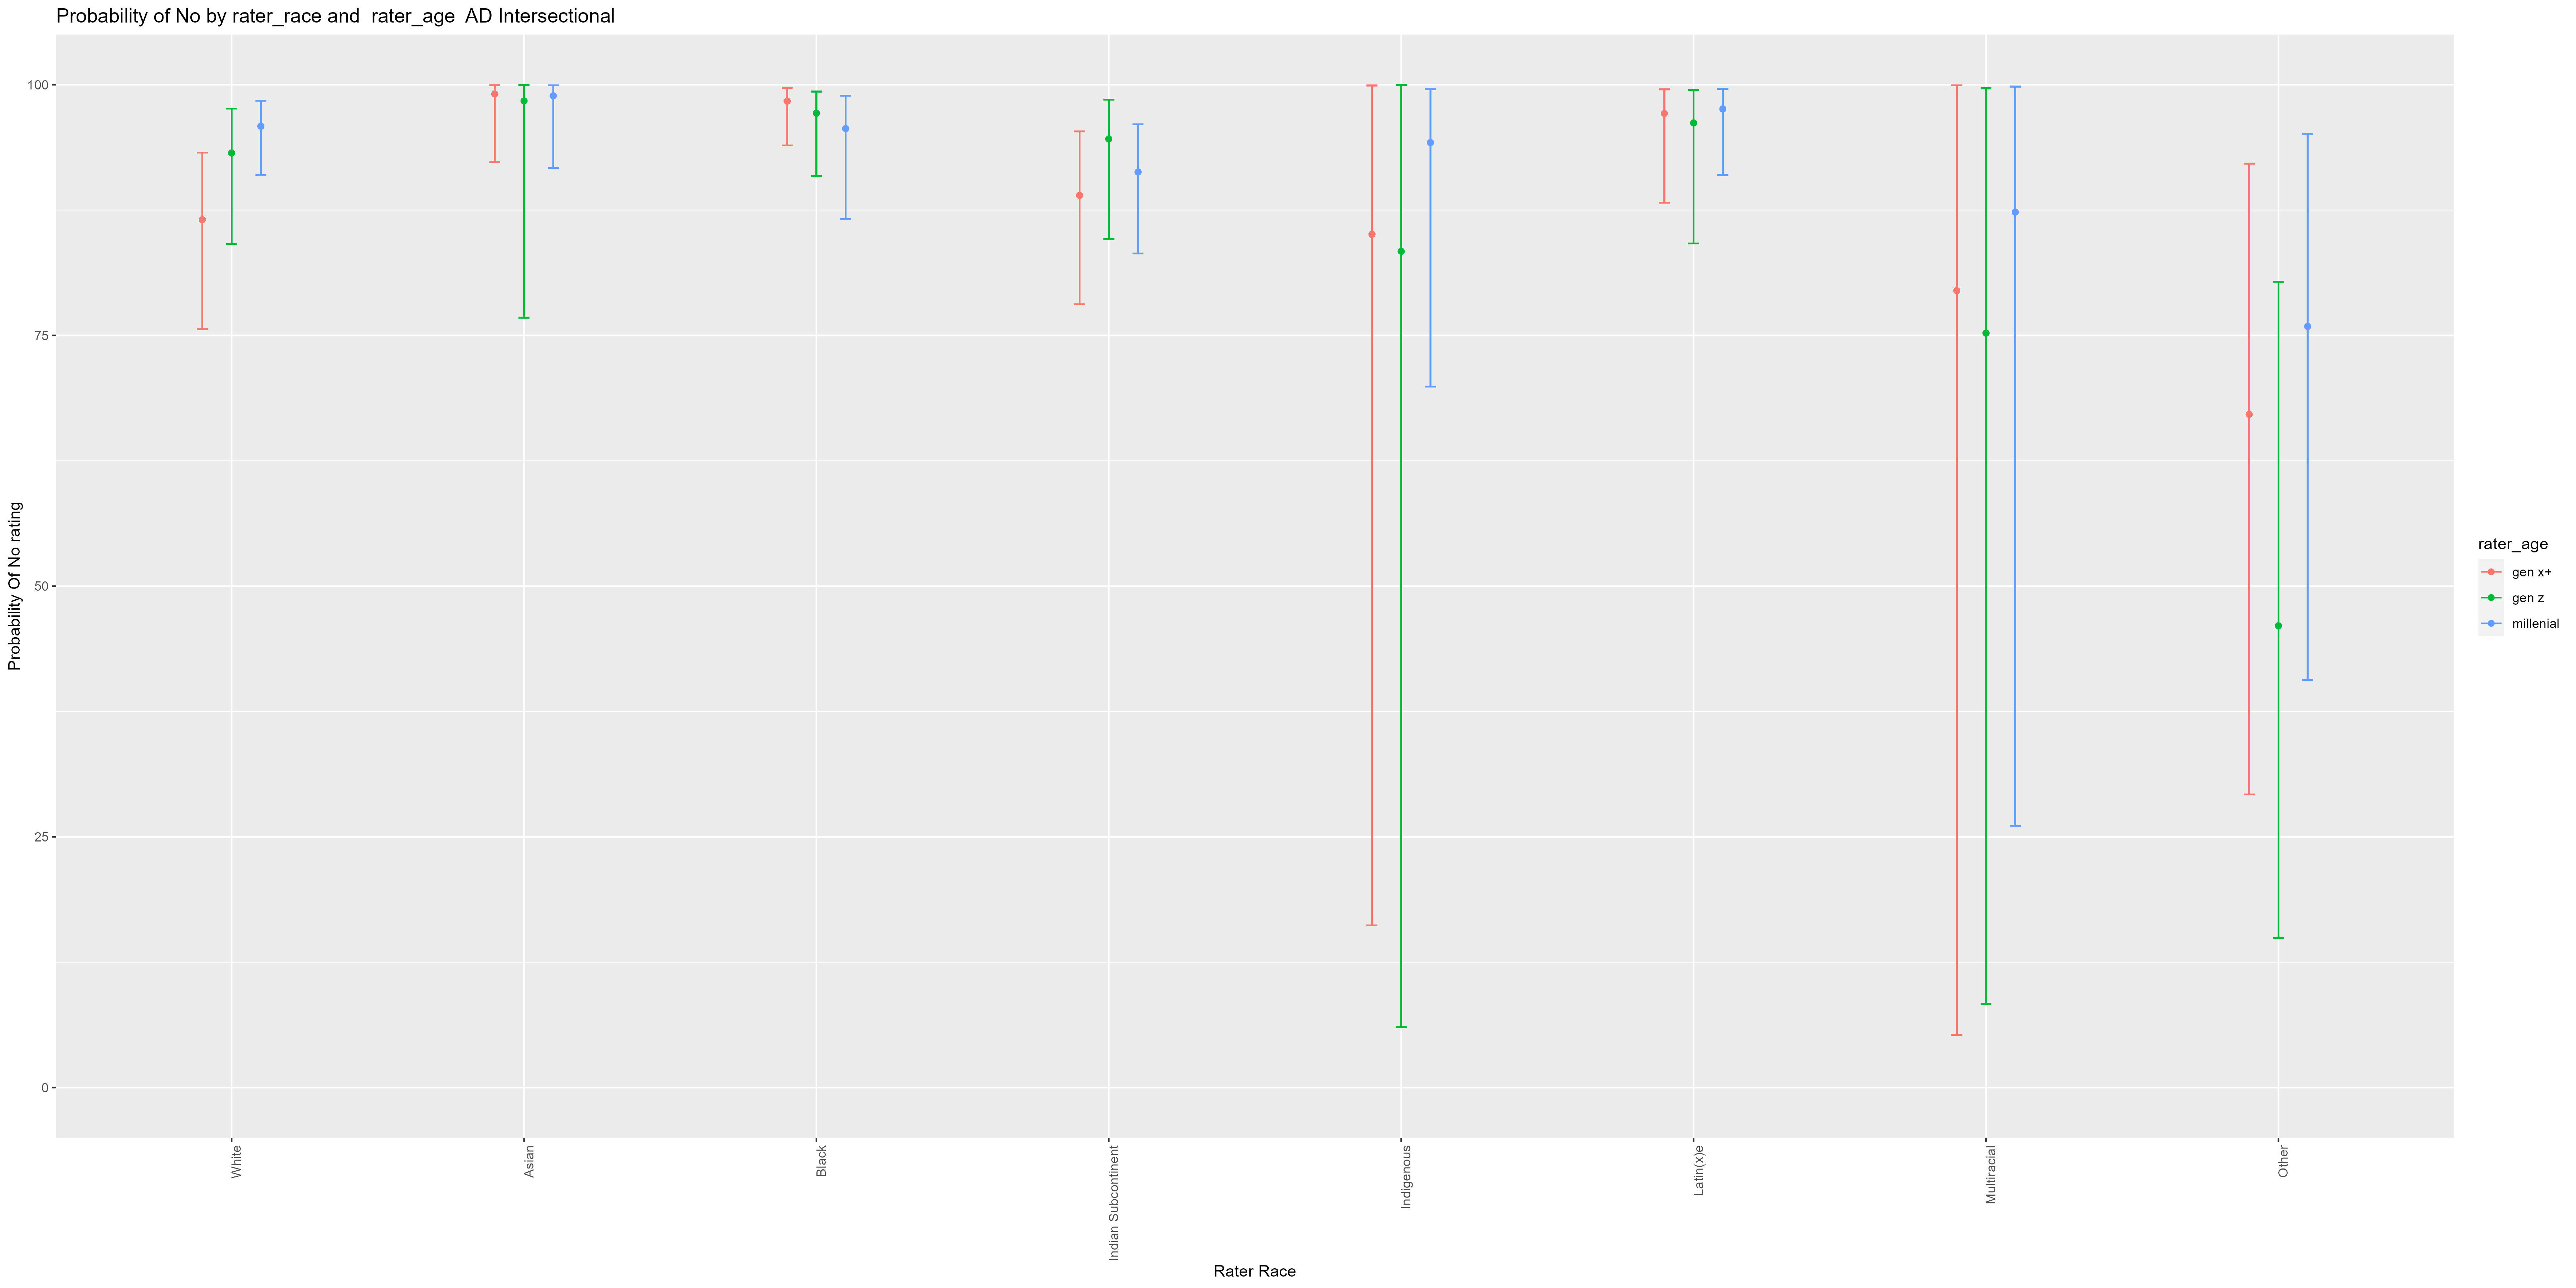 Probability of No by rater_race and  rater_age  AD Intersectional
100
75
50
25
0
Probability Of No rating
White
Asian
Black
Indian Subcontinent
Indigenous
Latin(x)e
Multiracial
Other
Rater Race
rater_age
gen x+
gen z
millenial